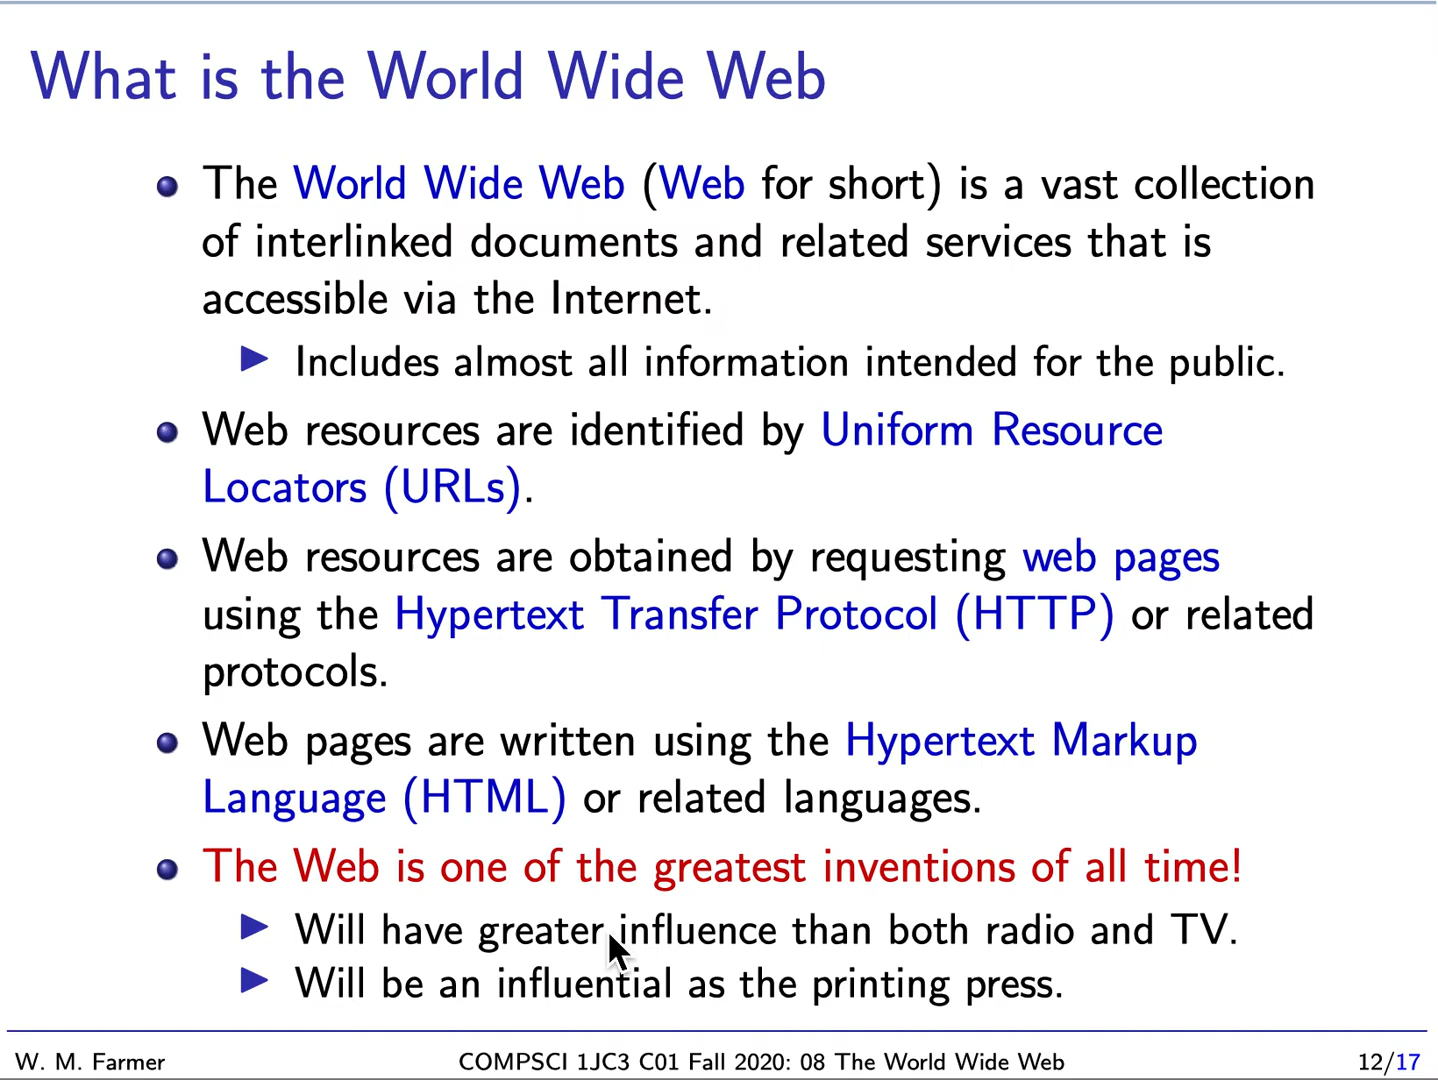 What is the World Wide Web
The World Wide Web (Web for short) is a vast collection
of interlinked documents and related services that is
accessible via the Internet.
Includes almost all information intended for the public.
Web resources are identified by Uniform Resource
Locators (URLs).
Web resources are obtained by requesting web pages
using the Hypertext Transfer Protocol (HTTP) or related
protocols.
Web pages are written using the Hypertext Markup
Language (HTML) or related languages.
The Web is one of the greatest inventions of all time!
Will have greater influence than both radio and TV.
Will be an influential as the printing press.
W. M. Farmer COMPSCI 1JC3 C01 Fall 2020: 08 The World Wide Web 12/17